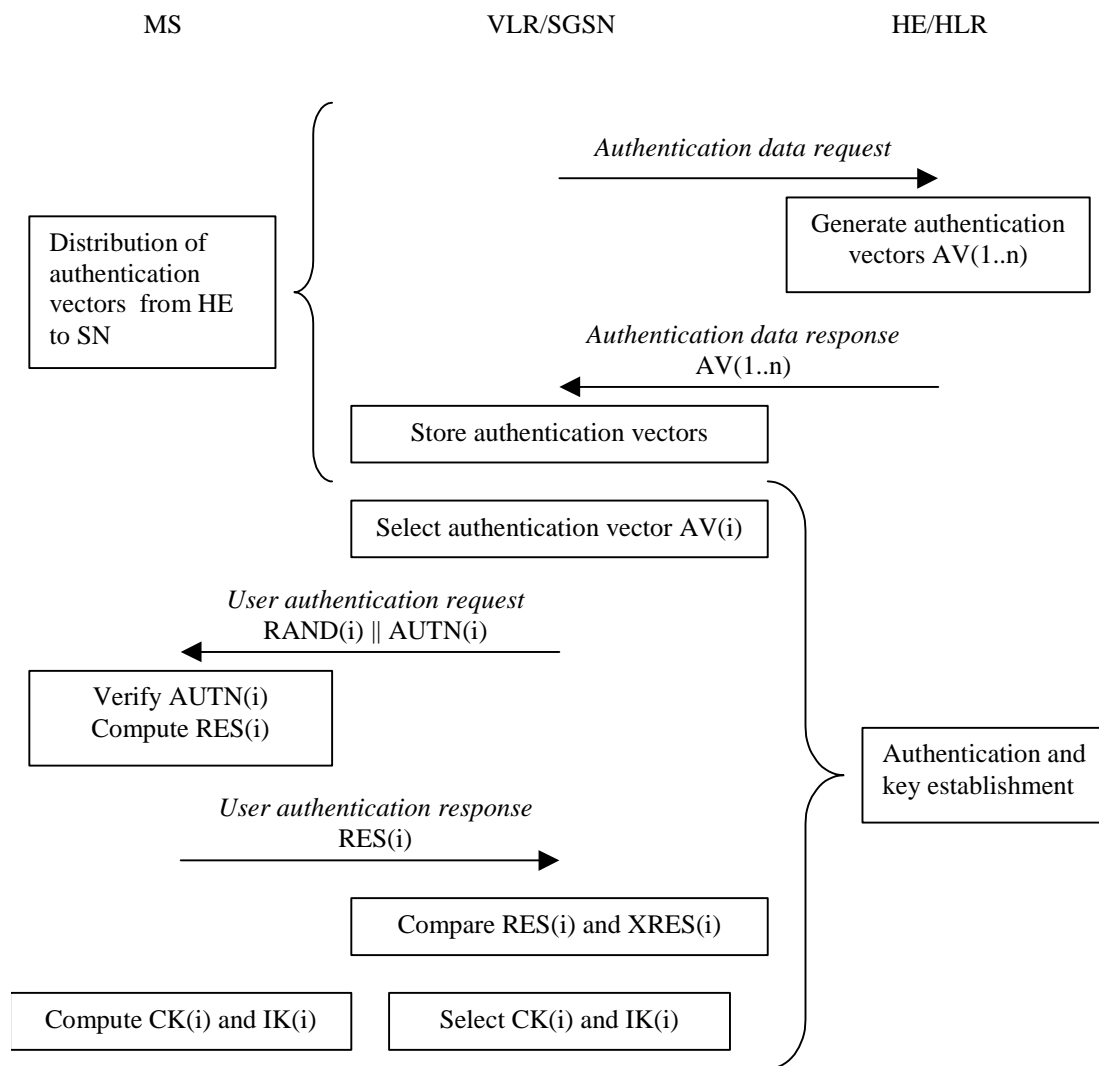 MS
VLR/SGSN
HE/HLR
Authentication data request
Generate authentication
vectors AV(1..n)
Distribution of
authentication
vectors from HE
to SN
Authentication data response
AV(1..n)
Store authentication vectors
Select authentication vector AV(i)
User authentication request
RAND(i) || AUTN(i)
Verify AUTN(i)
Compute RES(i)
Authentication and
key establishment
User authentication response
RES(i)
Compare RES(i) and XRES(i)
Compute CK(i) and IK(i)
Select CK(i) and IK(i)